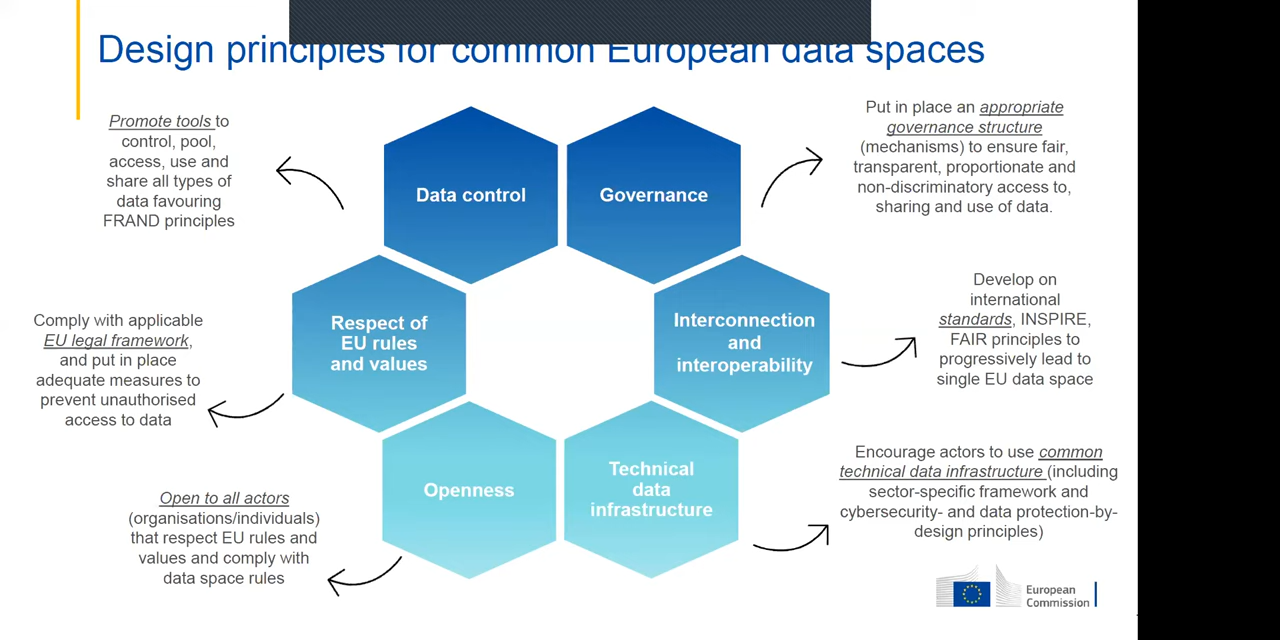 Design principles for common European data spaces
Promote tools to
control, pool,
access, use and
share all types of
data favouring
FRAND principles
Data control
Governance
Put in place an appropriate
governance structure
(mechanisms) to ensure fair,
transparent, proportionate and
non-discriminatory access to,
sharing and use of data.
Comply with applicable
EU legal framework,
and put in place
adequate measures to
prevent unauthorised
access to data
Respect of
EU rules
and values
Interconnection
and
interoperability
Develop on
international
standards, INSPIRE,
FAIR principles to
progressively lead to
single EU data space
Open to all actors
(organisations/individuals)
that respect EU rules and
values and comply with
data space rules
Openness
Technical
data
infrastructure
Encourage actors to use common
technical data infrastructure (including
sector-specific framework and
cybersecurity- and data protection-by-
design principles)
European
Commission